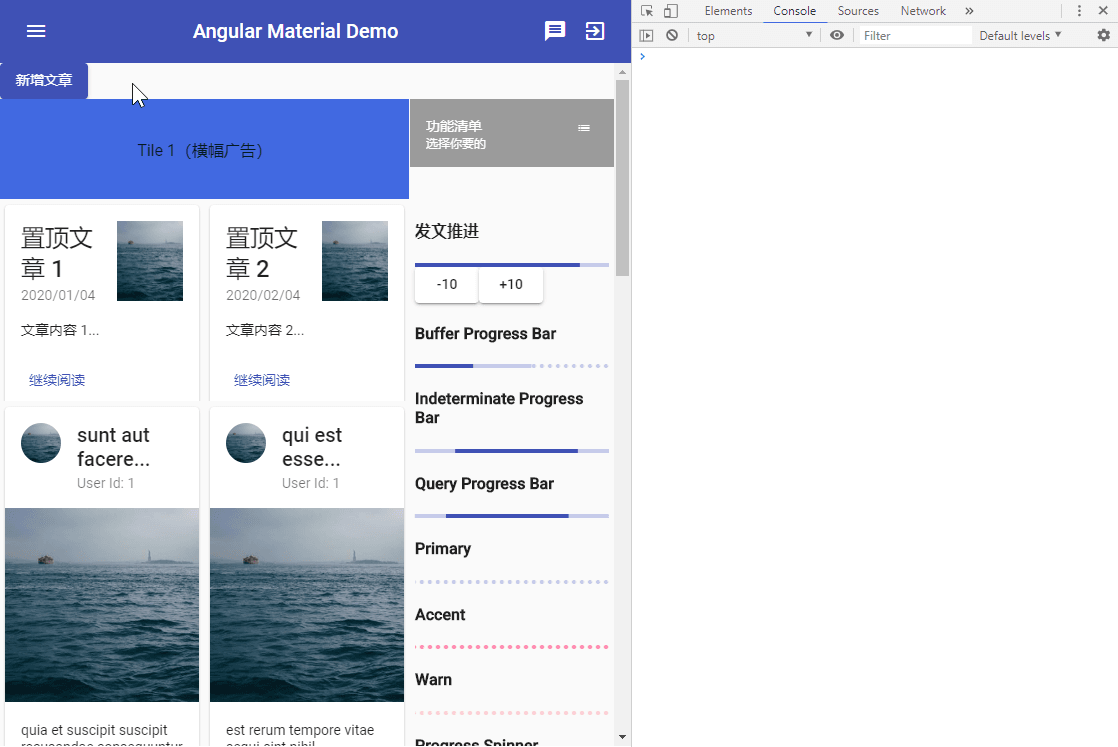 Angular Material Demo
新增文章
Tile 1（横幅广告）
功能清单
选择你要的
置顶文
章 1
2020/01/04
文章内容 1...
继续阅读
置顶文
章 2
2020/02/04
文章内容 2...
继续阅读
sunt aut
facere...
User Id: 1
quia et suscipit suscipit
recusandae consequuntur
qui est
esse...
User Id: 1
est rerum tempore vitae
sequi sint nihil
发文推进
-10
+10
Buffer Progress Bar
Indeterminate Progress
Bar
Query Progress Bar
Primary
Accent
Warn
Progress Spinner
Elements Console Sources Network »
top
Filter
Default levels